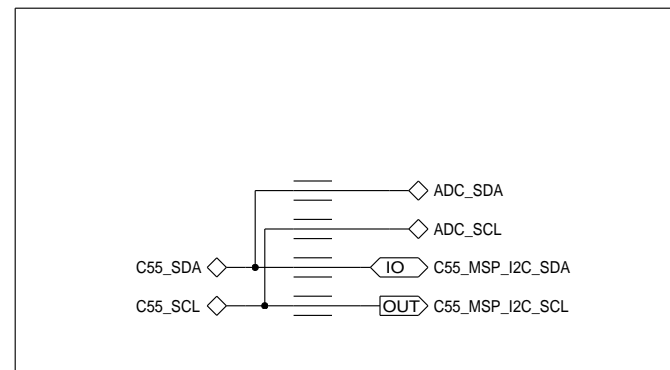 ADC_SDA
ADC_SCL
C55_SDA IO C55_MSP_I2C_SDA
C55_SCL OUT C55_MSP_I2C_SCL